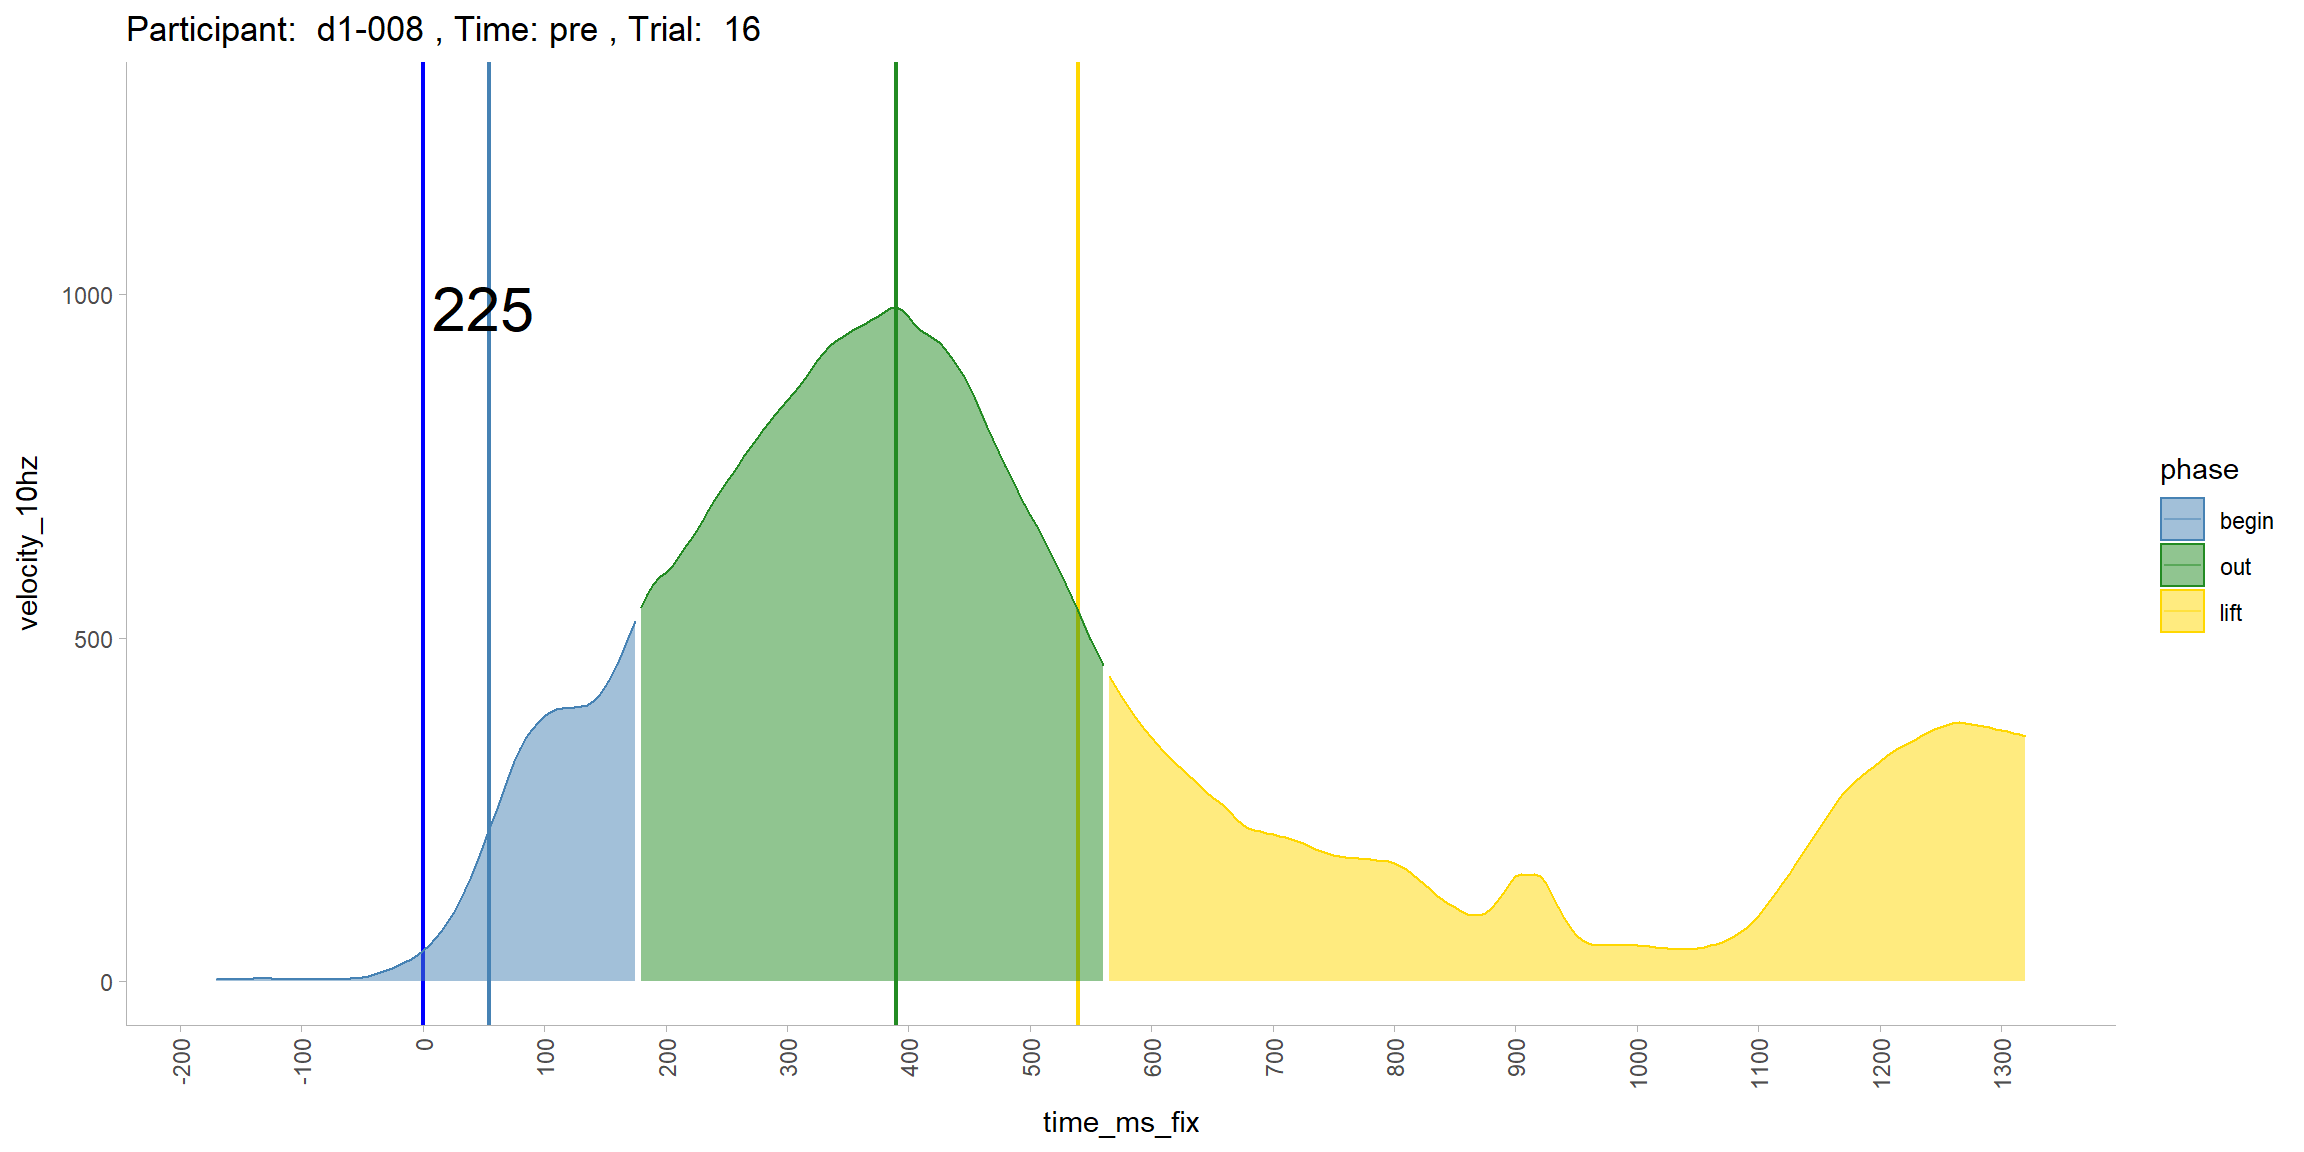 Participant:  d1-008 , Time: pre , Trial:  16
225
velocity_10hz
1000
500
0
-200 -100 0 100 200 300 400 500 600 700 800 900 1000 1100 1200 1300
time_ms_fix
phase
begin
out
lift